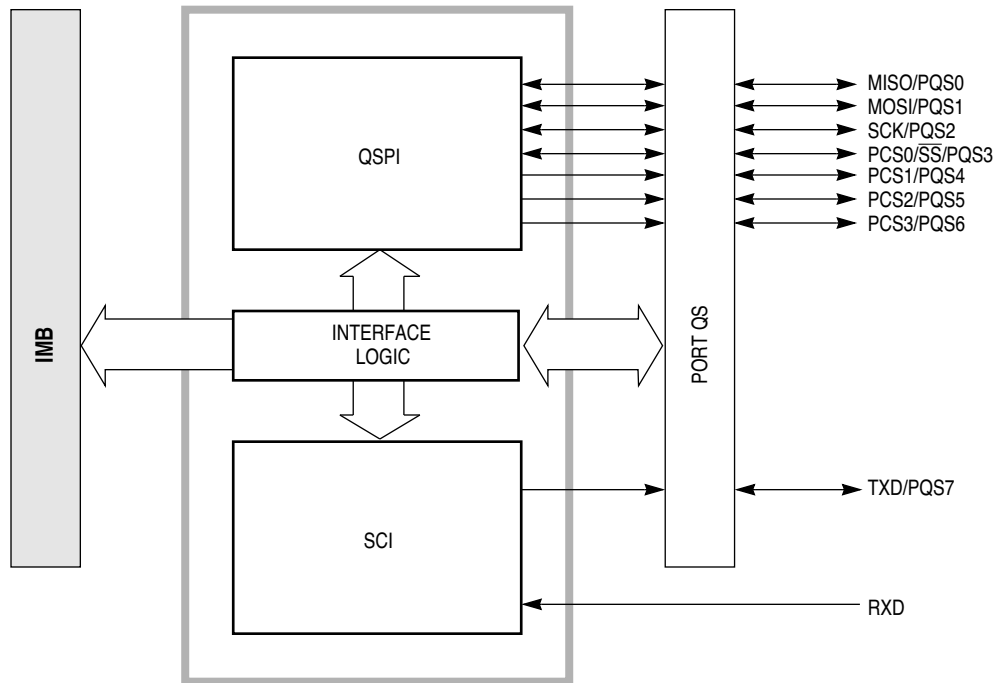 IMB
QSPI
INTERFACE
LOGIC
SCI
PORT QS
MISO/PQS0
MOSI/PQS1
SCK/PQS2
PCS0/S̅S̅/PQS3
PCS1/PQS4
PCS2/PQS5
PCS3/PQS6
TXD/PQS7
RXD